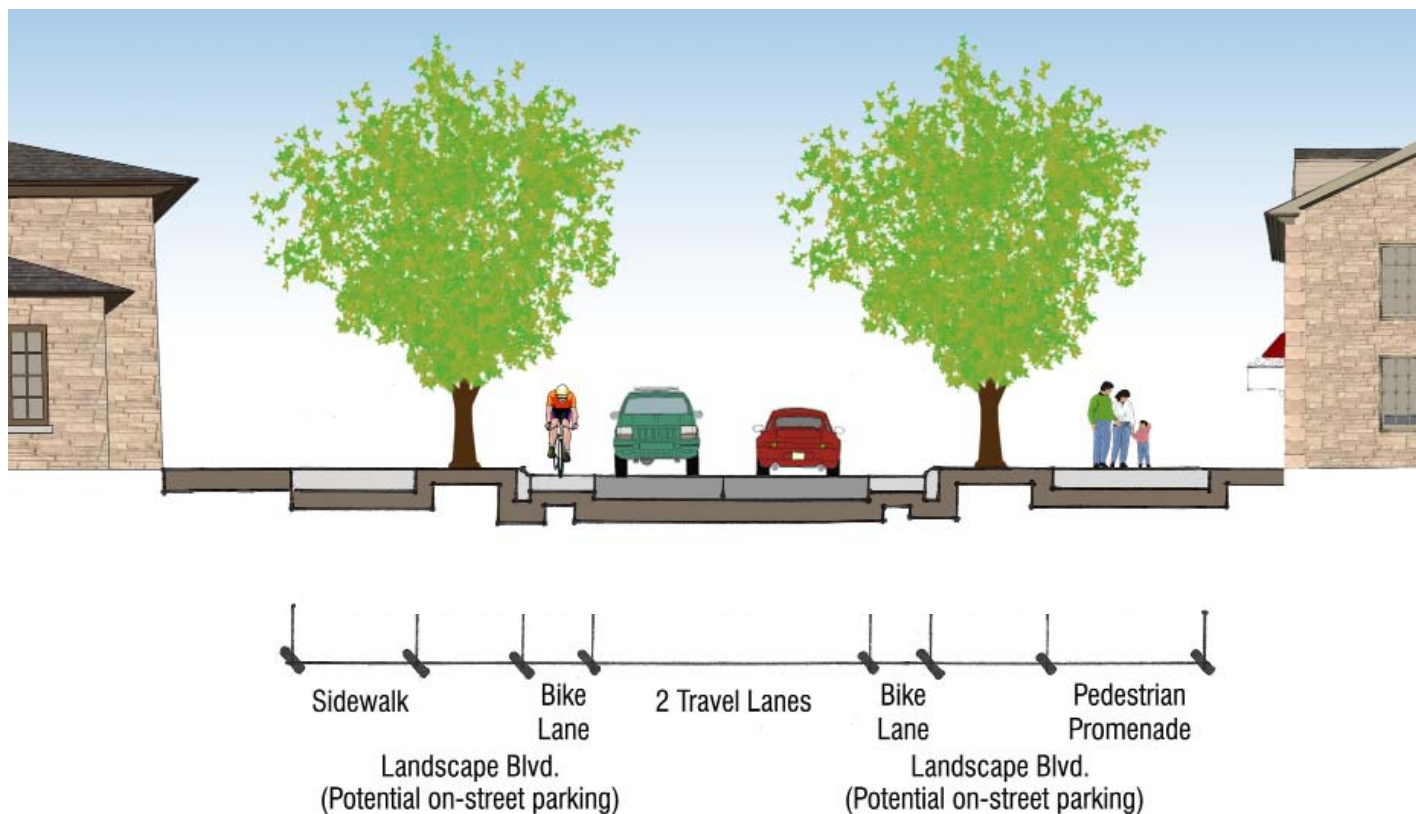 Sidewalk
Bike
Lane
2 Travel Lanes
Bike
Lane
Pedestrian
Promenade
Landscape Blvd.
(Potential on-street parking)
Landscape Blvd.
(Potential on-street parking)